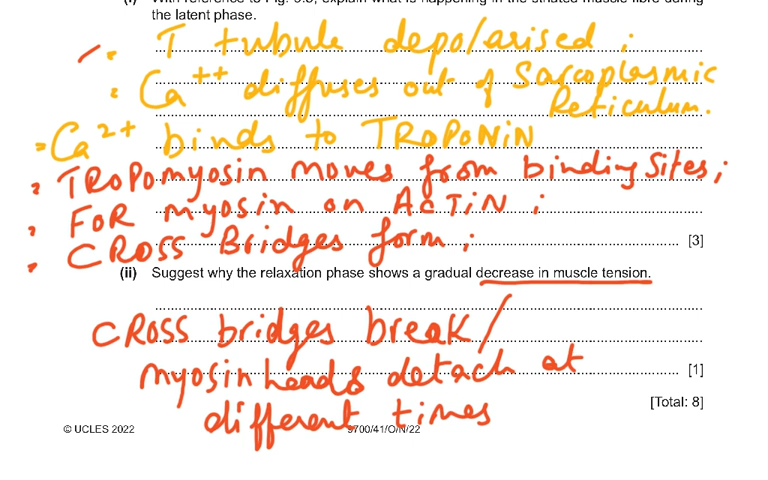 the latent phase.
T tubule depolarised ;
Ca++ diffuses out of Sarcoplasmic
Reticulum.
Ca2+ binds to TROPONIN
TROPOmyosin moves from binding Sites ;
FOR myosin on ACTiN ;
CROSS Bridges form ; [3]
(ii) Suggest why the relaxation phase shows a gradual decrease in muscle tension.
CROSS bridges break/
myosin heads detach at [1]
different times [Total: 8]
© UCLES 2022 9700/41/O/N/22